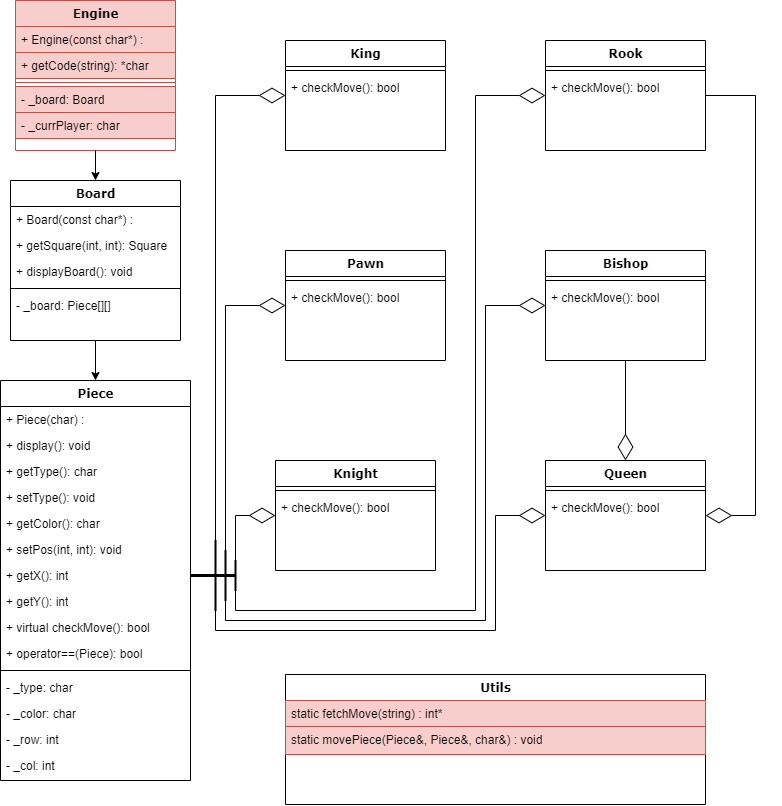 Engine
+ Engine(const char*) :
+ getCode(string): *char
- _board: Board
- _currPlayer: char
Board
+ Board(const char*) :
+ getSquare(int, int): Square
+ displayBoard(): void
- _board: Piece[][]
Piece
+ Piece(char) :
+ display(): void
+ getType(): char
+ setType(): void
+ getColor(): char
+ setPos(int, int): void
+ getX(): int
+ getY(): int
+ virtual checkMove(): bool
+ operator==(Piece): bool
- _type: char
- _color: char
- _row: int
- _col: int
King
+ checkMove(): bool
Rook
+ checkMove(): bool
Pawn
+ checkMove(): bool
Bishop
+ checkMove(): bool
Knight
+ checkMove(): bool
Queen
+ checkMove(): bool
Utils
static fetchMove(string) : int*
static movePiece(Piece&, Piece&, char&) : void